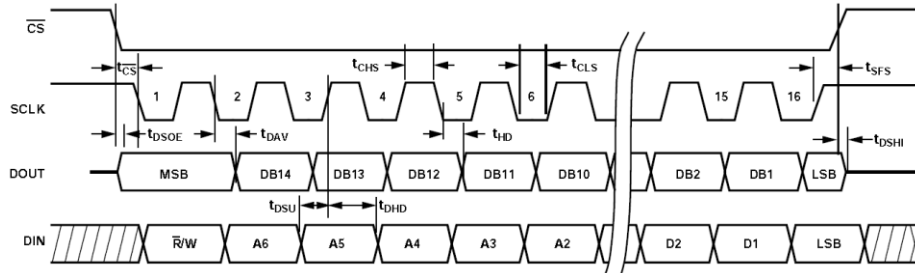 CS
tCS tCHS tCLS tSFS
SCLK 1 2 3 4 5 6 15 16
tDSOE tDAV tHD tDSHI
DOUT MSB DB14 DB13 DB12 DB11 DB10 DB2 DB1 LSB
tDSU tDHD
DIN R/W A6 A5 A4 A3 A2 D2 D1 LSB